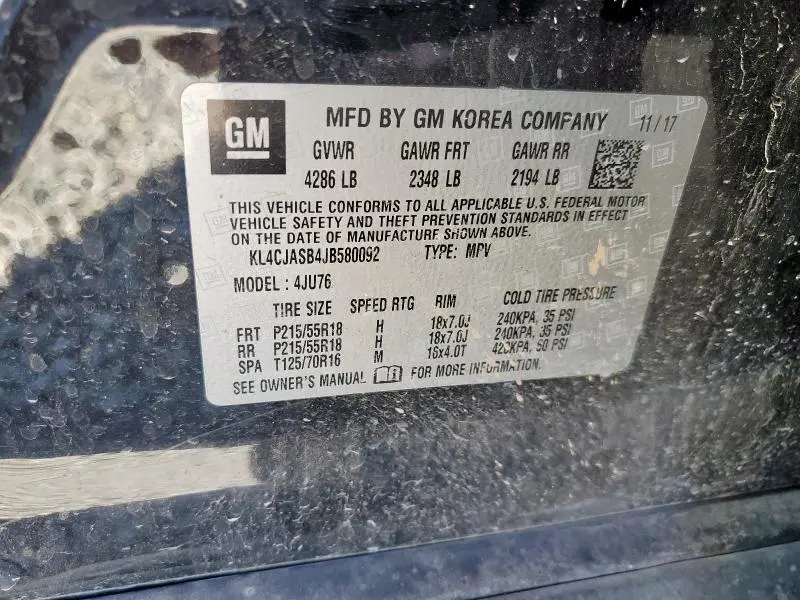 GM MFD BY GM KOREA COMPANY 11/17
GVWR GAWR FRT GAWR RR
4286 LB 2348 LB 2194 LB
THIS VEHICLE CONFORMS TO ALL APPLICABLE U.S. FEDERAL MOTOR
VEHICLE SAFETY AND THEFT PREVENTION STANDARDS IN EFFECT
ON THE DATE OF MANUFACTURE SHOWN ABOVE.
KL4CJASB4JB580092 TYPE: MPV
MODEL : 4JU76
TIRE SIZE SPEED RTG RIM COLD TIRE PRESSURE
FRT P215/55R18 H 18x7.0J 240KPA, 35 PSI
RR P215/55R18 H 18x7.0J 240KPA, 35 PSI
SPA T125/70R16 M 16x4.0T 420KPA, 60 PSI
SEE OWNER'S MANUAL FOR MORE INFORMATION.